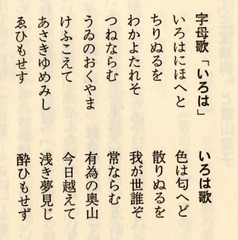 字母歌「いろは」
いろはにほへと
ちりぬるを
わかよたれそ
つねならむ
うゐのおくやま
けふこえて
あさきゆめみし
ゑひもせす
いろは歌
色は匂へど
散りぬるを
我が世誰ぞ
常ならむ
有為の奥山
今日越えて
浅き夢見じ
酔ひもせず